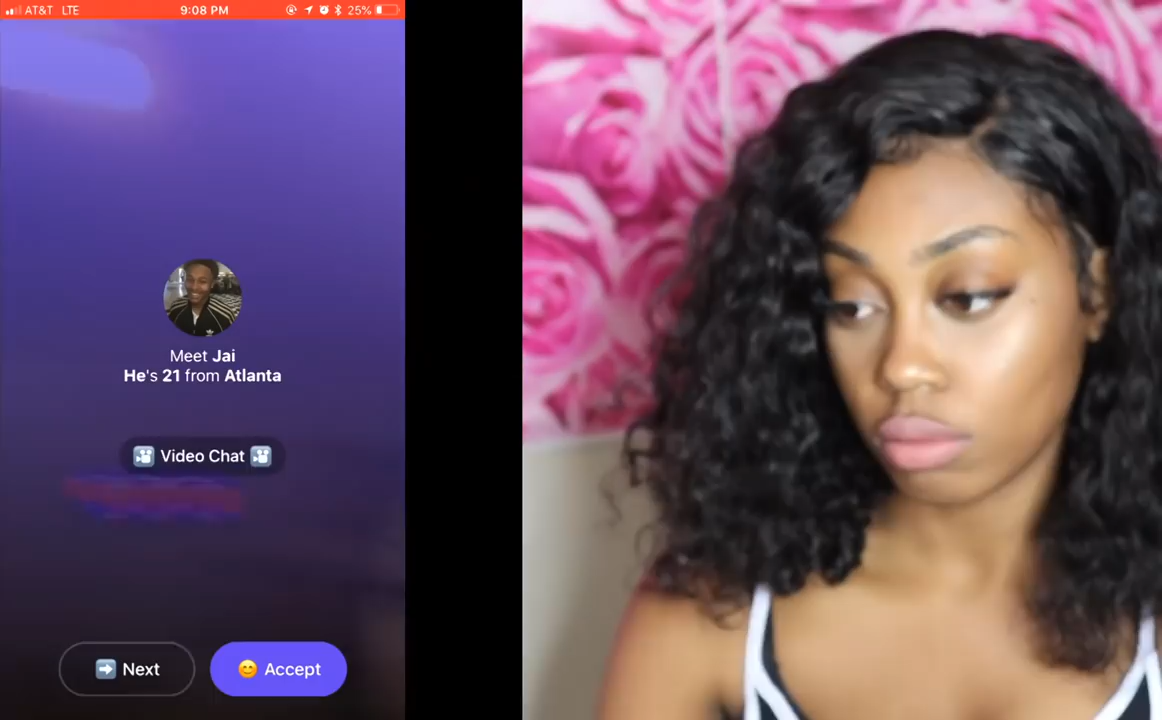 AT&T LTE 9:08 PM 25%
Meet Jai
He's 21 from Atlanta
Video Chat
Next
Accept